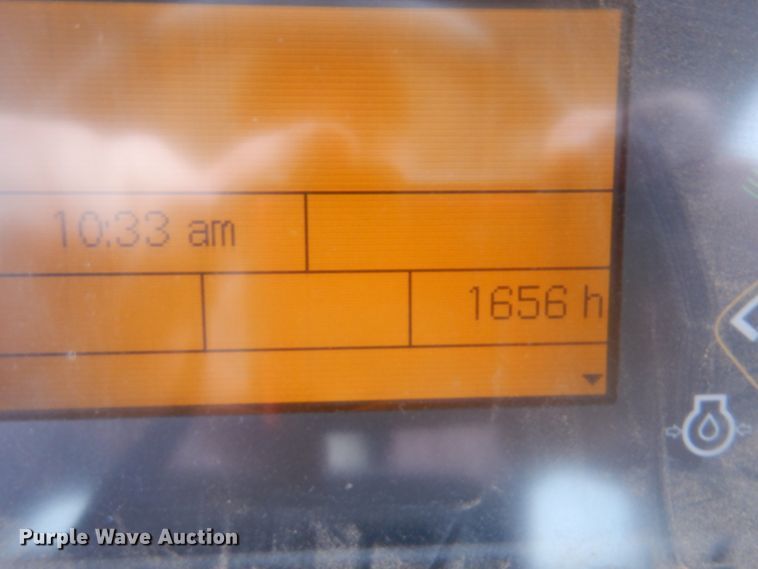 10:33 am
1656 h
Purple Wave Auction